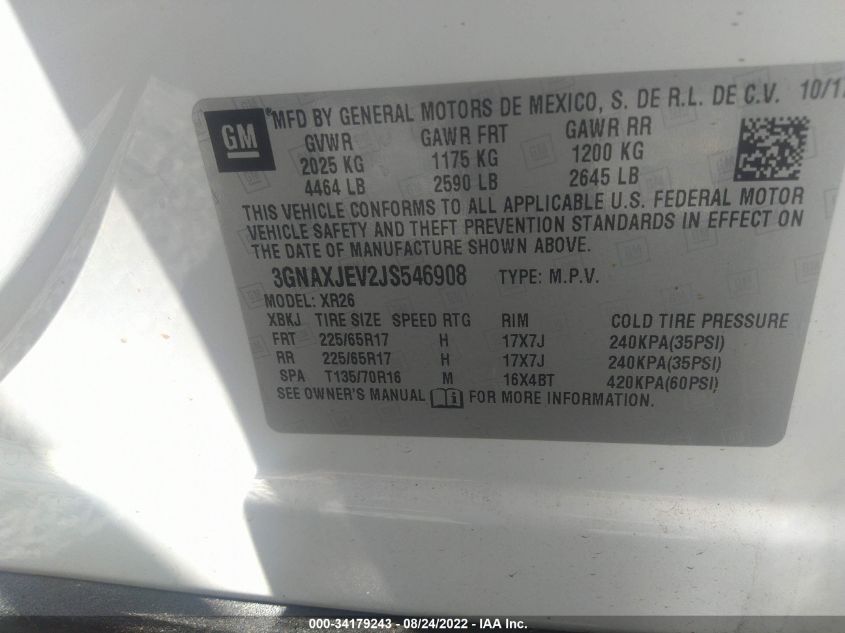 MFD BY GENERAL MOTORS DE MEXICO, S. DE R.L. DE C.V. 10/17
GM
GVWR GAWR FRT GAWR RR
2025 KG 1175 KG 1200 KG
4464 LB 2590 LB 2645 LB
THIS VEHICLE CONFORMS TO ALL APPLICABLE U.S. FEDERAL MOTOR
VEHICLE SAFETY AND THEFT PREVENTION STANDARDS IN EFFECT ON
THE DATE OF MANUFACTURE SHOWN ABOVE.
3GNAXJEV2JS546908 TYPE: M.P.V.
MODEL: XR26
XBKJ TIRE SIZE SPEED RTG RIM COLD TIRE PRESSURE
FRT 225/65R17 H 17X7J 240KPA(35PSI)
RR 225/65R17 H 17X7J 240KPA(35PSI)
SPA T135/70R16 M 16X4BT 420KPA(60PSI)
SEE OWNER'S MANUAL FOR MORE INFORMATION.
000-34179243 - 08/24/2022 - IAA Inc.